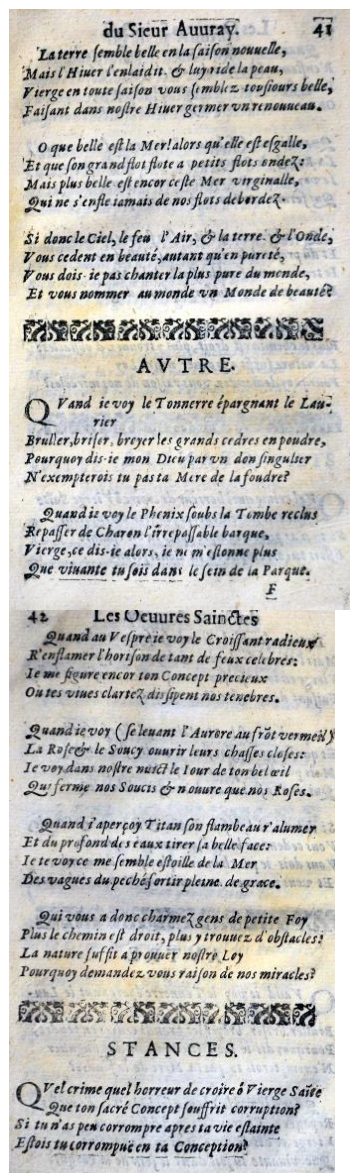 du Sieur Auuray. 41
La terre semble belle en la saison nouuelle,
Mais l'Hiuer l'enlaidit. & luy ride la peau,
Vierge en toute saison vous semblez tousiours belle,
Faisant dans nostre Hiuer germer vn renouueau.
O que belle est la Mer! alors qu'elle est esgalle,
Et que son grand flot flote a petits flots ondez:
Mais plus belle est encor ceste Mer virginalle,
Qui ne s'enfle iamais de nos flots debordez.
Si donc le Ciel, le feu l'Air, & la terre. & l'Onde,
Vous cedent en beauté, autant qu'en pureté,
Vous dois-ie pas chanter la plus pure du monde,
Et vous nommer au monde vn Monde de beauté?
AVTRE.
QVand ie voy le Tonnerre épargnant le Lau-
rier
Brusler, briser, broyer les grands cedres en poudre,
Pourquoy dis-ie mon Dieu par vn don singulier
N'exempterois tu pas ta Mere de la foudre?
Quand ie voy le Phenix soubs la Tombe reclus
Repasser de Charon l'irrepassable barque,
Vierge, ce dis-ie alors, ie ne m'estonne plus
Que viuante tu sois dans le sein de la Parque.
F
42 Les Oeuures Sainctes
Quand au Vespre ie voy le Croissant radieux
R'enflamer l'horison de tant de feux celebres:
Ie me figure encor ton Concept precieux
Ou tes viues clartez dissipent nos tenebres.
Quand ie voy (se leuant l'Aurore au frõt vermeil)
La Rose & le Soucy ouurir leurs chasses closes:
Ie voy dans nostre nuict le Iour de ton bel œil
Qui ferme nos Soucis & n'ouure que nos Roses.
Quand i'aperçoy Titan son flambeau r'alumer
Et du profond des eaux tirer la belle face:
Ie te voy ce me semble estoille de la Mer
Des vagues du peché sortir pleine de grace.
Qui vous a donc charmez gens de petite Foy
Plus le chemin est droit, plus y trouuez d'obstacles:
La nature suffit a prouuer nostre Loy
Pourquoy demandez vous raison de nos miracles?
STANCES.
QVel crime quel horreur de croire ô Vierge Saĩte
Que ton sacré Concept souffrit corruption?
Si tu n'as peu corrompre apres ta vie estainte
Estois tu corrompuë en ta Conception?